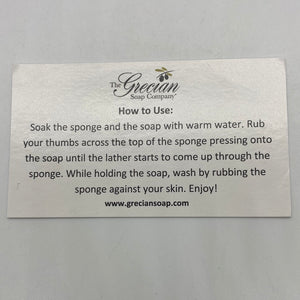 The Grecian
Soap Company
How to Use:
Soak the sponge and the soap with warm water. Rub
your thumbs across the top of the sponge pressing onto
the soap until the lather starts to come up through the
sponge. While holding the soap, wash by rubbing the
sponge against your skin. Enjoy!
www.greciansoap.com